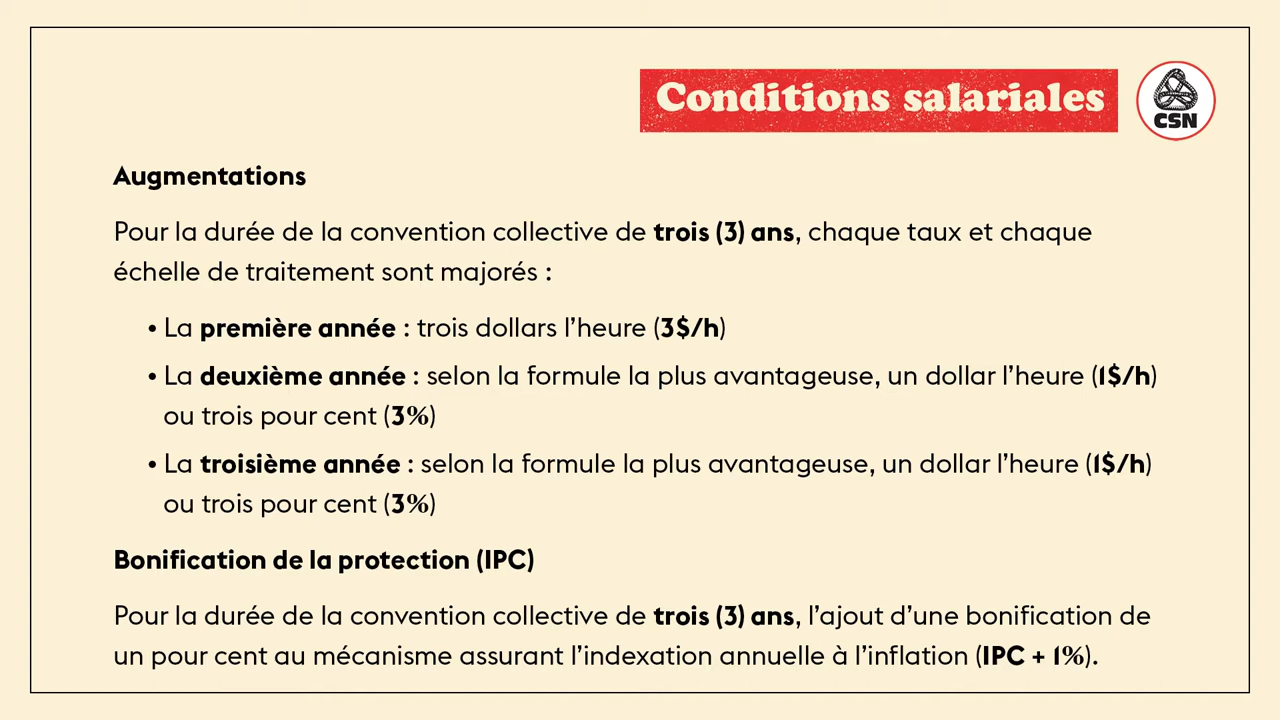 Conditions salariales
CSN
Augmentations
Pour la durée de la convention collective de trois (3) ans, chaque taux et chaque
échelle de traitement sont majorés :
• La première année : trois dollars l’heure (3$/h)
• La deuxième année : selon la formule la plus avantageuse, un dollar l’heure (1$/h)
ou trois pour cent (3%)
• La troisième année : selon la formule la plus avantageuse, un dollar l’heure (1$/h)
ou trois pour cent (3%)
Bonification de la protection (IPC)
Pour la durée de la convention collective de trois (3) ans, l’ajout d’une bonification de
un pour cent au mécanisme assurant l’indexation annuelle à l’inflation (IPC + 1%).